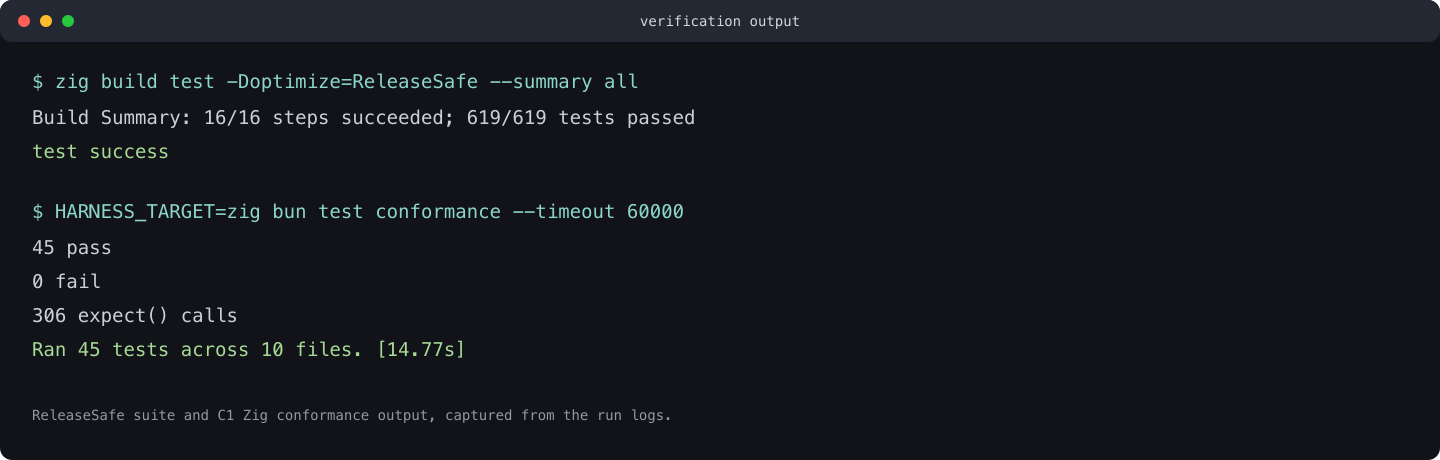 verification output
$ zig build test -Doptimize=ReleaseSafe --summary all
Build Summary: 16/16 steps succeeded; 619/619 tests passed
test success
$ HARNESS_TARGET=zig bun test conformance --timeout 60000
45 pass
0 fail
306 expect() calls
Ran 45 tests across 10 files. [14.77s]
ReleaseSafe suite and C1 Zig conformance output, captured from the run logs.